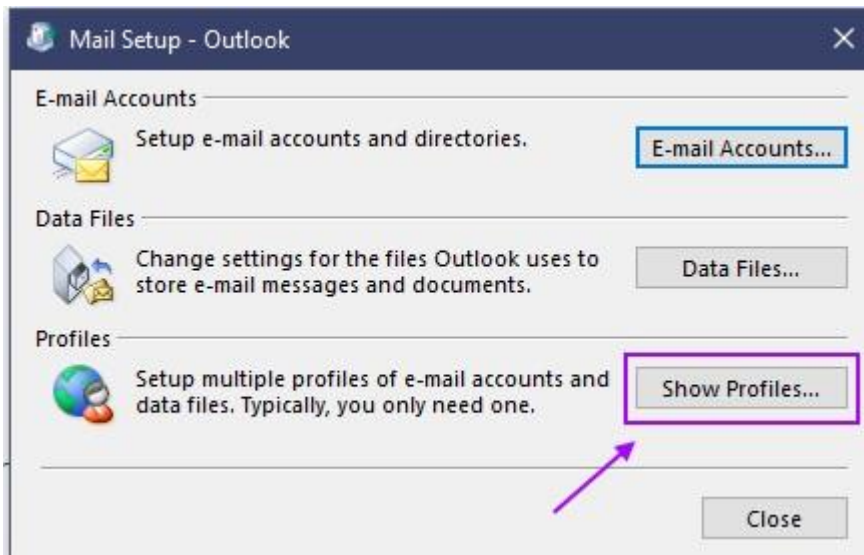 Mail Setup - Outlook
E-mail Accounts
Setup e-mail accounts and directories.
E-mail Accounts...
Data Files
Change settings for the files Outlook uses to
store e-mail messages and documents.
Data Files...
Profiles
Setup multiple profiles of e-mail accounts and
data files. Typically, you only need one.
Show Profiles...
Close